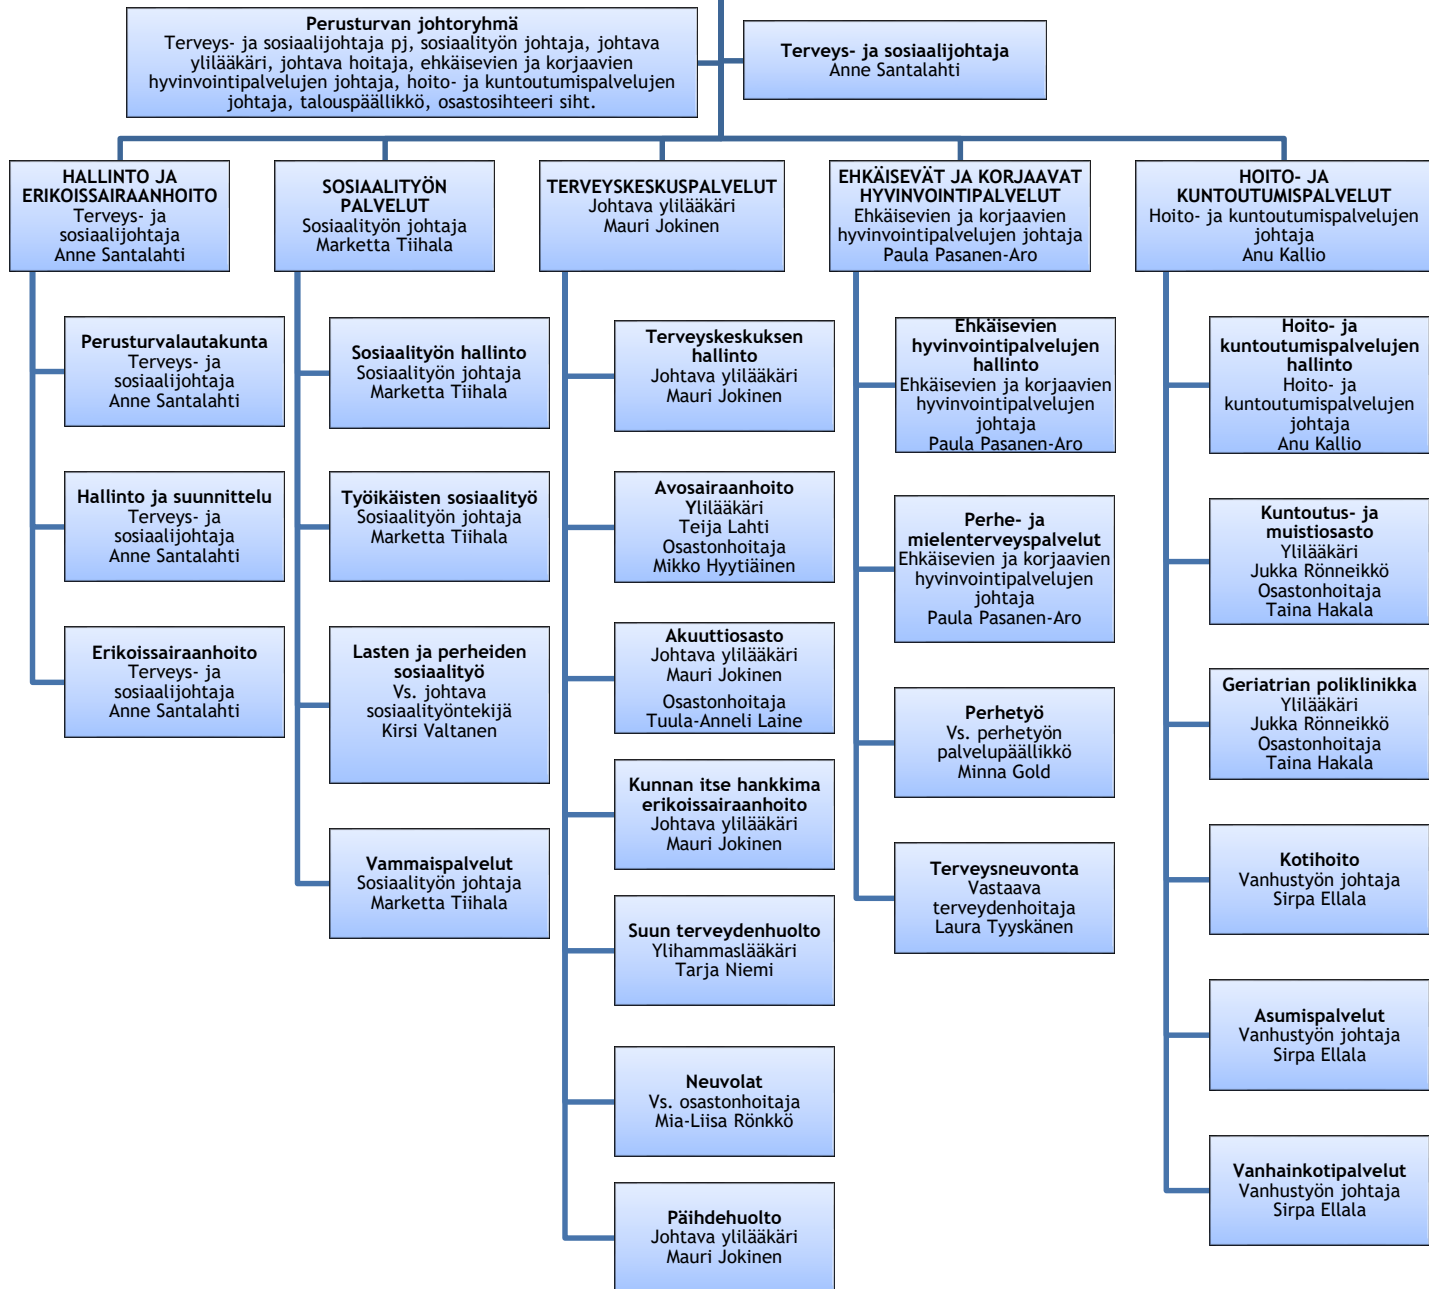 Perusturvan johtoryhmä
Terveys- ja sosiaalijohtaja pj, sosiaalityön johtaja, johtava
ylilääkäri, johtava hoitaja, ehkäisevien ja korjaavien
hyvinvointipalvelujen johtaja, hoito- ja kuntoutumispalvelujen
johtaja, talouspäällikkö, osastosihteeri siht.
Terveys- ja sosiaalijohtaja
Anne Santalahti
HALLINTO JA
ERIKOISSAIRAANHOITO
Terveys- ja
sosiaalijohtaja
Anne Santalahti
Perusturvalautakunta
Terveys- ja
sosiaalijohtaja
Anne Santalahti
Hallinto ja suunnittelu
Terveys- ja
sosiaalijohtaja
Anne Santalahti
Erikoissairaanhoito
Terveys- ja
sosiaalijohtaja
Anne Santalahti
SOSIAALITYÖN
PALVELUT
Sosiaalityön johtaja
Marketta Tiihala
Sosiaalityön hallinto
Sosiaalityön johtaja
Marketta Tiihala
Työikäisten sosiaalityö
Sosiaalityön johtaja
Marketta Tiihala
Lasten ja perheiden
sosiaalityö
Vs. johtava
sosiaalityöntekijä
Kirsi Valtanen
Vammaispalvelut
Sosiaalityön johtaja
Marketta Tiihala
TERVEYSKESKUSPALVELUT
Johtava ylilääkäri
Mauri Jokinen
Terveyskeskuksen
hallinto
Johtava ylilääkäri
Mauri Jokinen
Avosairaanhoito
Ylilääkäri
Teija Lahti
Osastonhoitaja
Mikko Hyytiäinen
Akuuttiosasto
Johtava ylilääkäri
Mauri Jokinen
Osastonhoitaja
Tuula-Anneli Laine
Kunnan itse hankkima
erikoissairaanhoito
Johtava ylilääkäri
Mauri Jokinen
Suun terveydenhuolto
Ylihammaslääkäri
Tarja Niemi
Neuvolat
Vs. osastonhoitaja
Mia-Liisa Rönkkö
Päihdehuolto
Johtava ylilääkäri
Mauri Jokinen
EHKÄISEVÄT JA KORJAAVAT
HYVINVOINTIPALVELUT
Ehkäisevien ja korjaavien
hyvinvointipalvelujen johtaja
Paula Pasanen-Aro
Ehkäisevien
hyvinvointipalvelujen
hallinto
Ehkäisevien ja korjaavien
hyvinvointipalvelujen
johtaja
Paula Pasanen-Aro
Perhe- ja
mielenterveyspalvelut
Ehkäisevien ja korjaavien
hyvinvointipalvelujen
johtaja
Paula Pasanen-Aro
Perhetyö
Vs. perhetyön
palvelupäällikkö
Minna Gold
Terveysneuvonta
Vastaava
terveydenhoitaja
Laura Tyyskänen
HOITO- JA
KUNTOUTUMISPALVELUT
Hoito- ja kuntoutumispalvelujen
johtaja
Anu Kallio
Hoito- ja
kuntoutumispalvelujen
hallinto
Hoito- ja
kuntoutumispalvelujen
johtaja
Anu Kallio
Kuntoutus- ja
muistiosasto
Ylilääkäri
Jukka Rönneikkö
Osastonhoitaja
Taina Hakala
Geriatrian poliklinikka
Ylilääkäri
Jukka Rönneikkö
Osastonhoitaja
Taina Hakala
Kotihoito
Vanhustyön johtaja
Sirpa Ellala
Asumispalvelut
Vanhustyön johtaja
Sirpa Ellala
Vanhainkotipalvelut
Vanhustyön johtaja
Sirpa Ellala